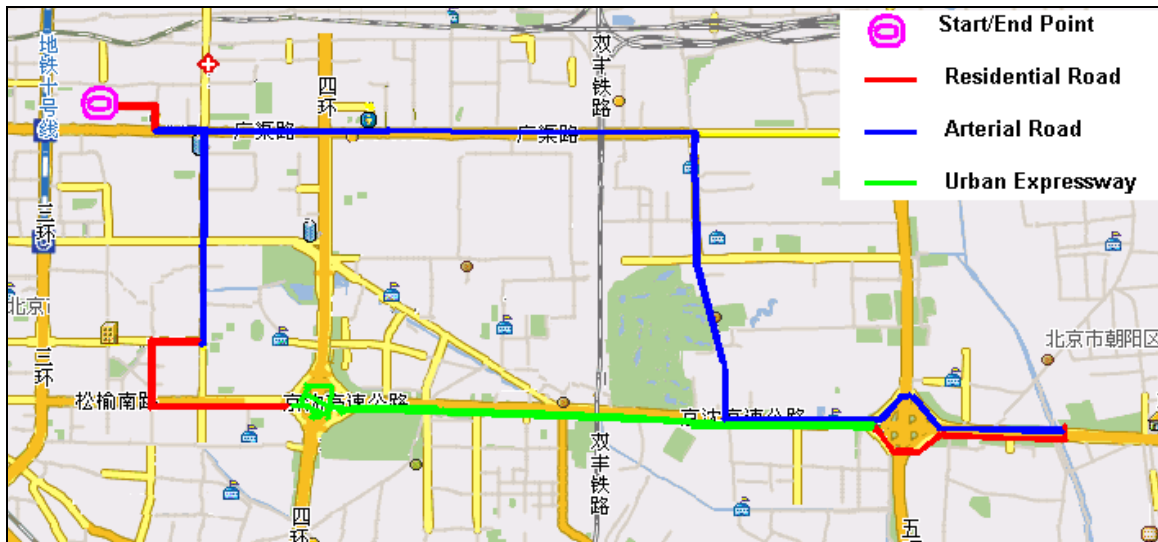 地铁十号线
四环
双丰铁路
Start/End Point
Residential Road
Arterial Road
Urban Expressway
广渠路
广渠路
三环
北京
北京市朝阳区
三环
松榆南路
京沈高速公路
京沈高速公路
双丰铁路
四环
五